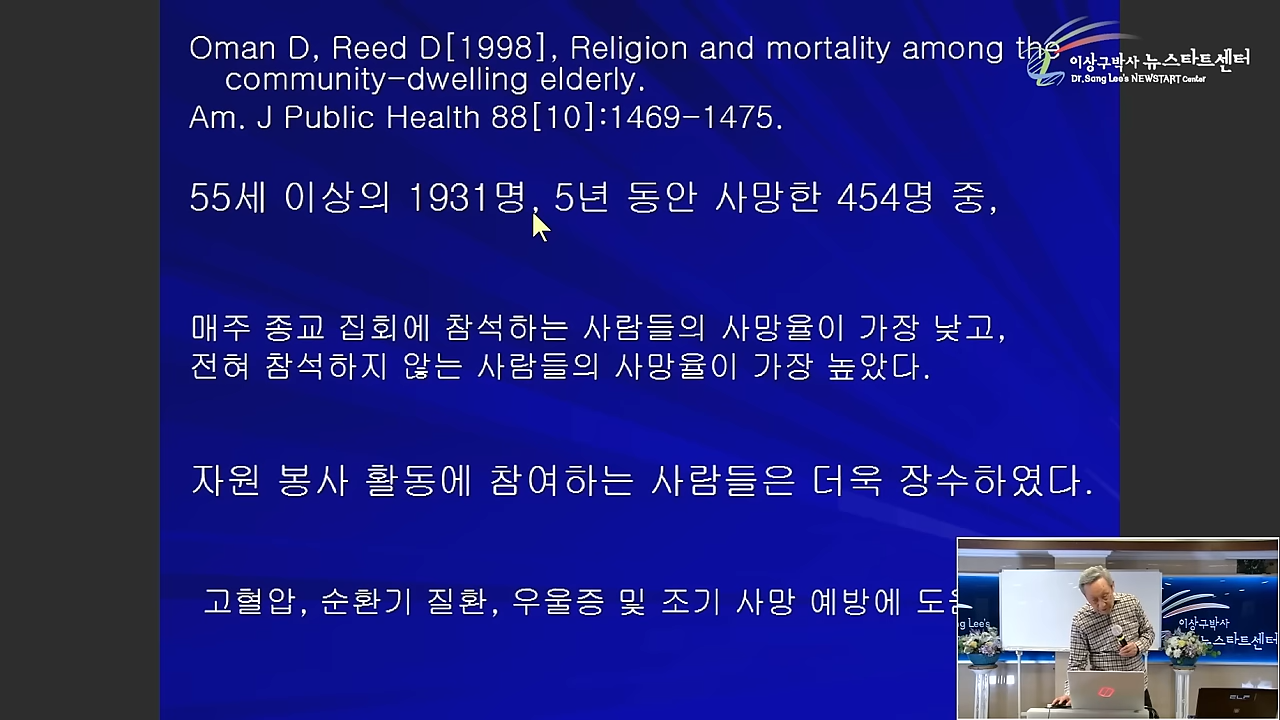 Oman D, Reed D[1998], Religion and mortality among the
community-dwelling elderly.
Am. J Public Health 88[10]:1469-1475.
이상구박사 뉴스타트센터
Dr. Sang Lee's NEWSTART Center
55세 이상의 1931명, 5년 동안 사망한 454명 중,
매주 종교 집회에 참석하는 사람들의 사망율이 가장 낮고,
전혀 참석하지 않는 사람들의 사망율이 가장 높았다.
자원 봉사 활동에 참여하는 사람들은 더욱 장수하였다.
고혈압, 순환기 질환, 우울증 및 조기 사망 예방에
이상구박사
뉴스타트센터
ng Lee's